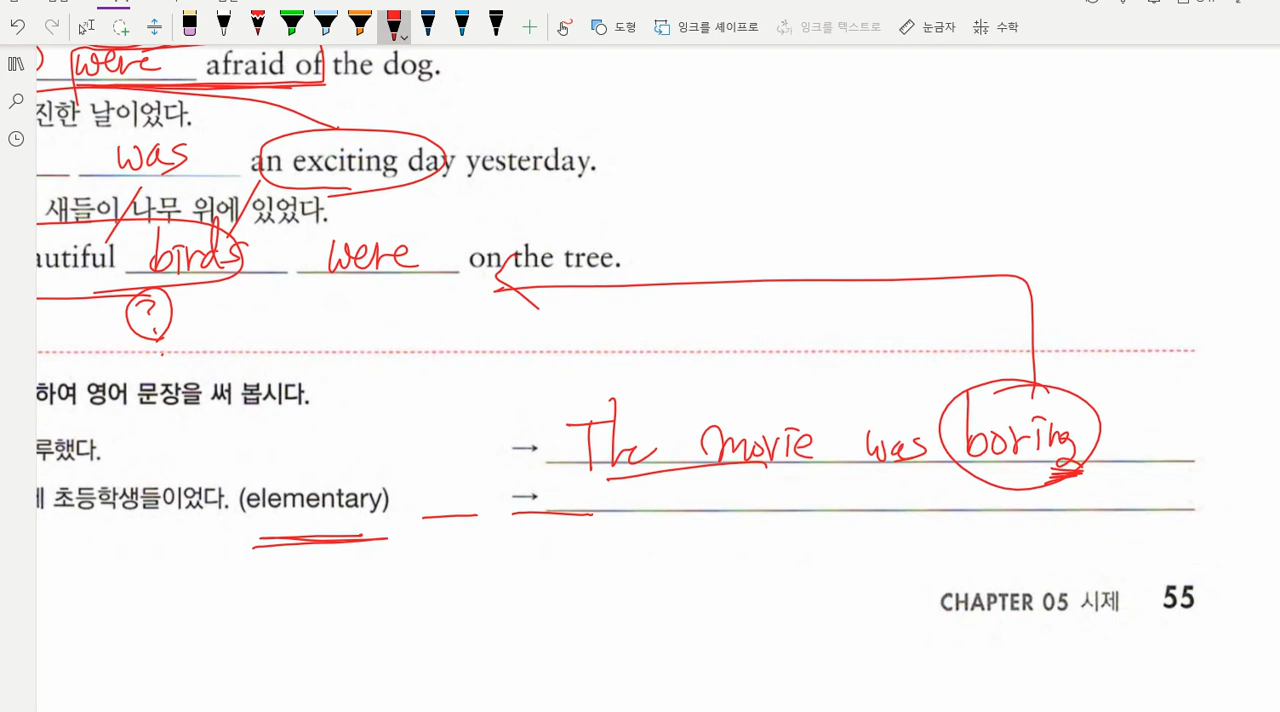 도형 잉크를 셰이프로 잉크를 텍스트로 눈금자 수학
were afraid of the dog.
진한 날이었다.
was an exciting day yesterday.
새들이 나무 위에 있었다.
autiful birds were on the tree.
?
하여 영어 문장을 써 봅시다.
루했다. → The movie was boring
초등학생들이었다. (elementary) →
CHAPTER 05 시제 55